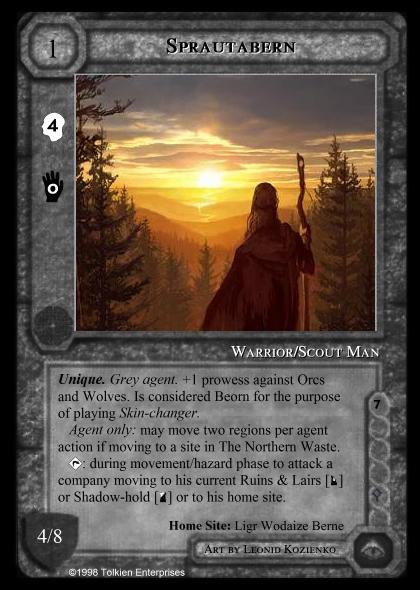 1
SPRAUTABERN
4
0
WARRIOR/SCOUT MAN
Unique. Grey agent. +1 prowess against Orcs
and Wolves. Is considered Beorn for the purpose
of playing Skin-changer.
Agent only: may move two regions per agent
action if moving to a site in The Northern Waste.
: during movement/hazard phase to attack a
company moving to his current Ruins & Lairs [ ]
or Shadow-hold [ ] or to his home site.
7
Home Site: Ligr Wodaize Berne
4/8
ART BY LEONID KOZIENKO
©1998 Tolkien Enterprises